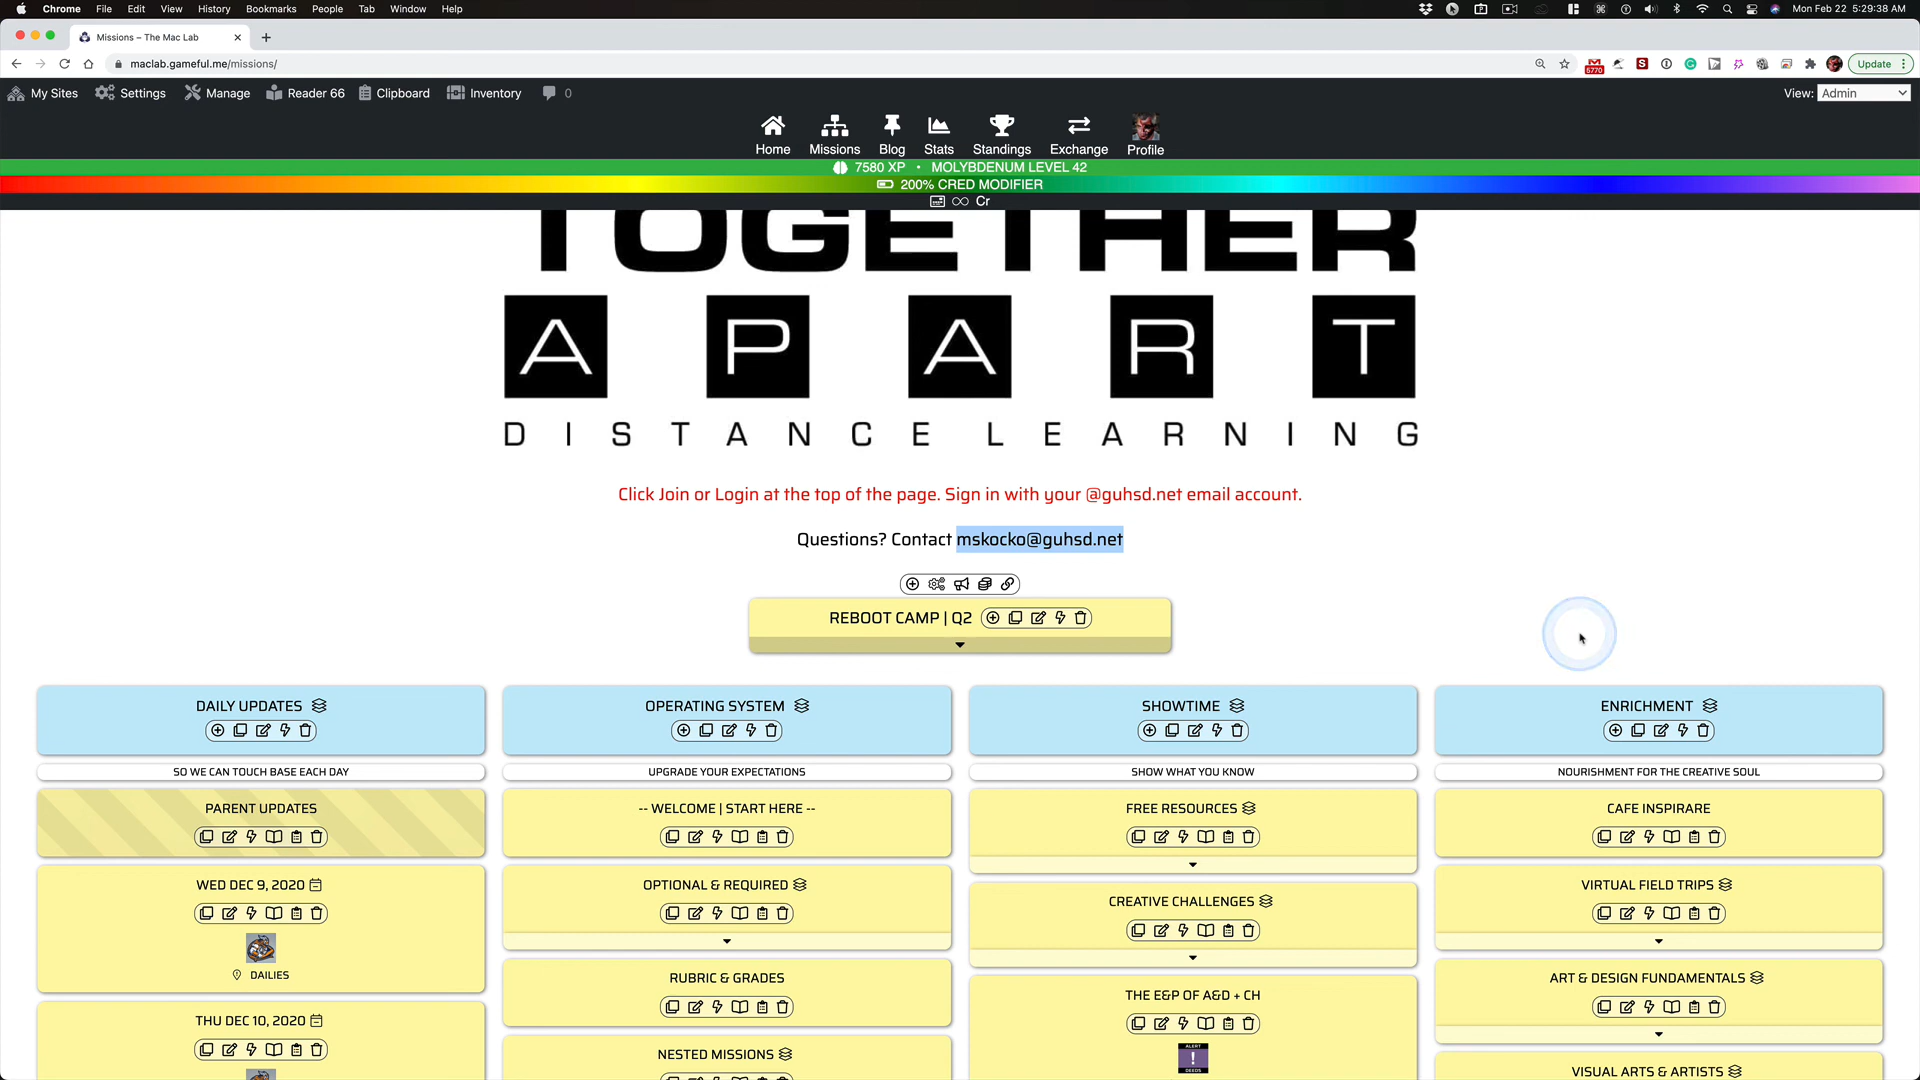 Chrome File Edit View History Bookmarks People Tab Window Help Mon Feb 22 5:29:38 AM
Missions – The Mac Lab
maclab.gameful.me/missions/ 6770 Update
My Sites Settings Manage Reader 66 Clipboard Inventory 0 View: Admin
Home Missions Blog Stats Standings Exchange Profile
7580 XP • MOLYBDENUM LEVEL 42
200% CRED MODIFIER
∞ Cr
TOGETHER
APART
DISTANCE LEARNING
Click Join or Login at the top of the page. Sign in with your @guhsd.net email account.
Questions? Contact mskocko@guhsd.net
REBOOT CAMP | Q2
DAILY UPDATES OPERATING SYSTEM SHOWTIME ENRICHMENT
SO WE CAN TOUCH BASE EACH DAY UPGRADE YOUR EXPECTATIONS SHOW WHAT YOU KNOW NOURISHMENT FOR THE CREATIVE SOUL
PARENT UPDATES -- WELCOME | START HERE -- FREE RESOURCES CAFE INSPIRARE
WED DEC 9, 2020 OPTIONAL & REQUIRED VIRTUAL FIELD TRIPS
CREATIVE CHALLENGES
DAILIES RUBRIC & GRADES ART & DESIGN FUNDAMENTALS
THE E&P OF A&D + CH
THU DEC 10, 2020
ALERT
!
DEEDS
NESTED MISSIONS
VISUAL ARTS & ARTISTS